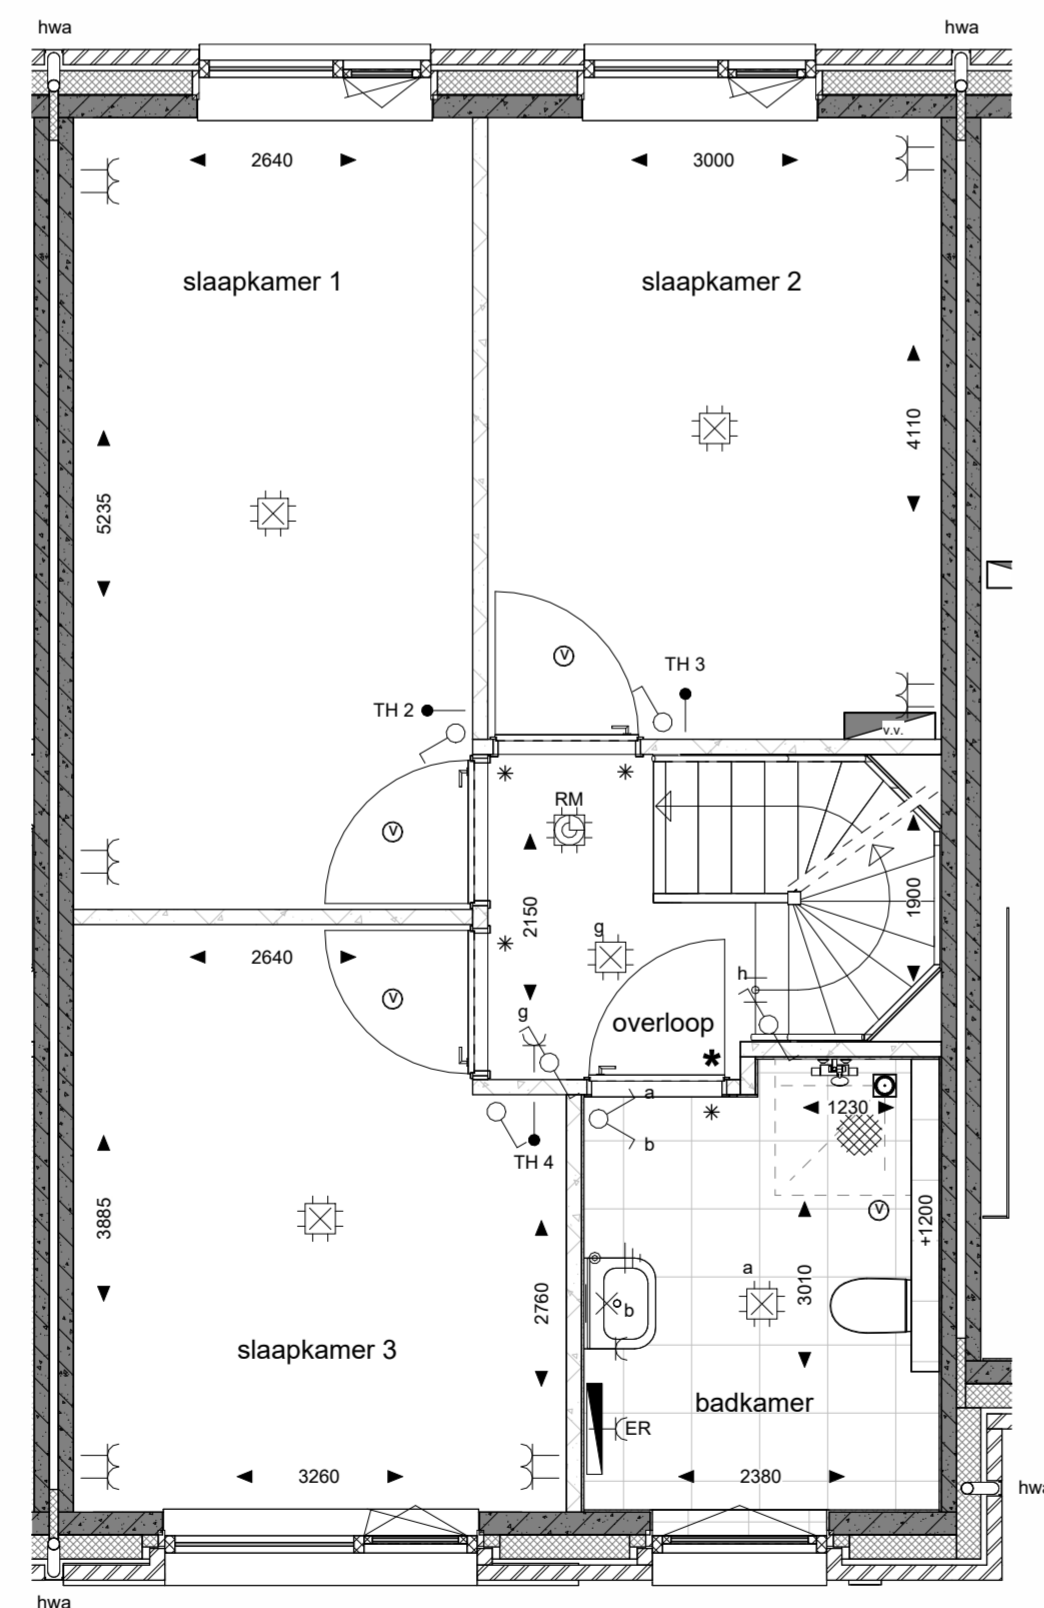 hwa hwa
2640 3000
slaapkamer 1 slaapkamer 2
4110
5235
V
TH 3
TH 2
v.v.
RM
V
1900
2150
g
2640
h
V
g
overloop
*
a
1230
b
TH 4
V
3885
+1200
a
3010
2760
b
slaapkamer 3
badkamer
ER
3260 2380
hwa
hwa